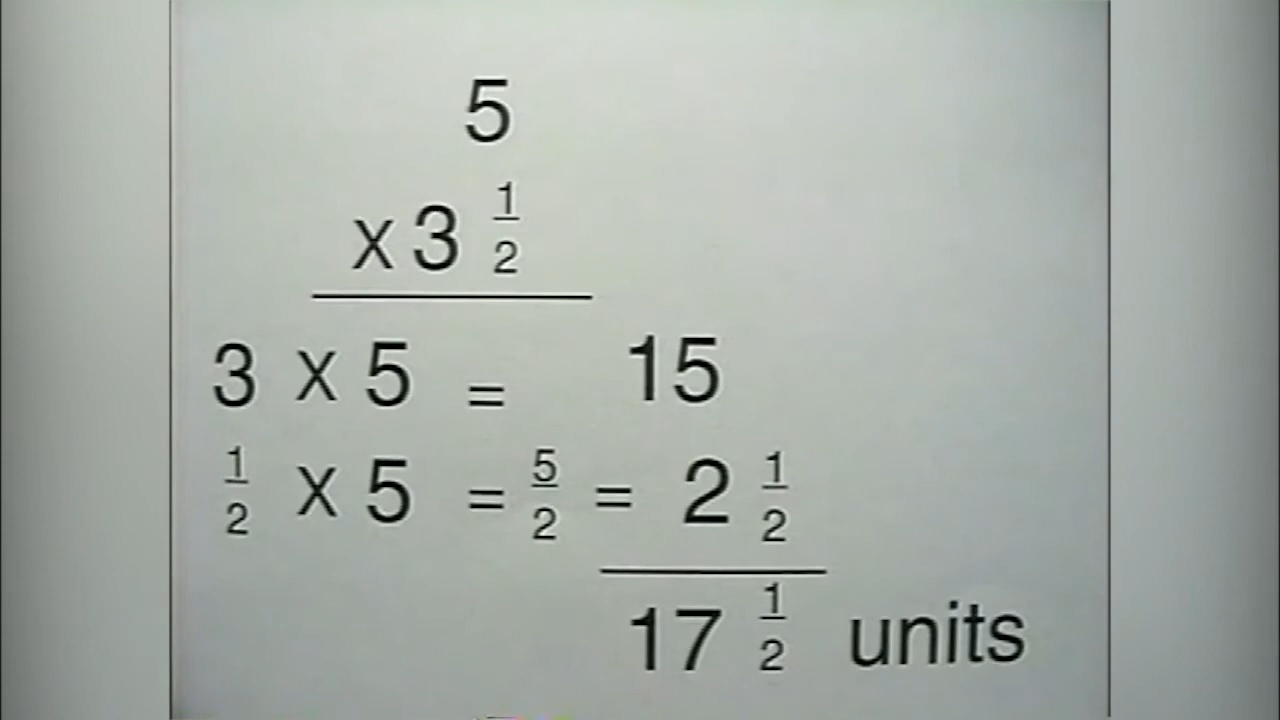 5
x 3 1/2
3 x 5 = 15
1/2 x 5 = 5/2 = 2 1/2
17 1/2 units